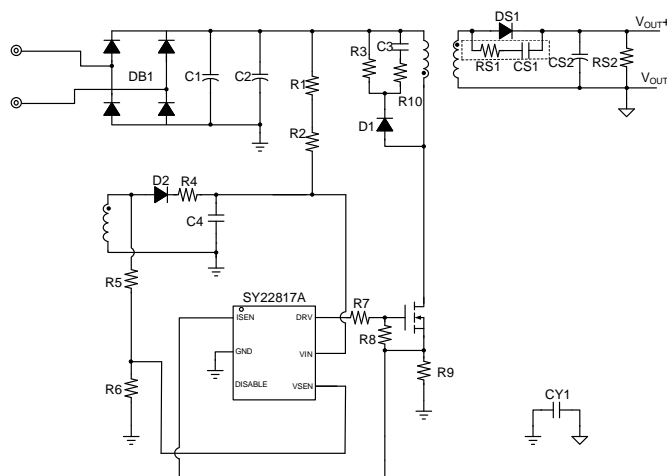 DS1
VOUT+
C3
R3
RS1
CS1
CS2
RS2
DB1
C1
C2
R1
R10
VOUT-
R2
D1
D2
R4
C4
R5
SY22817A
ISEN
DRV
R7
R8
GND
VIN
R9
R6
DISABLE
VSEN
CY1